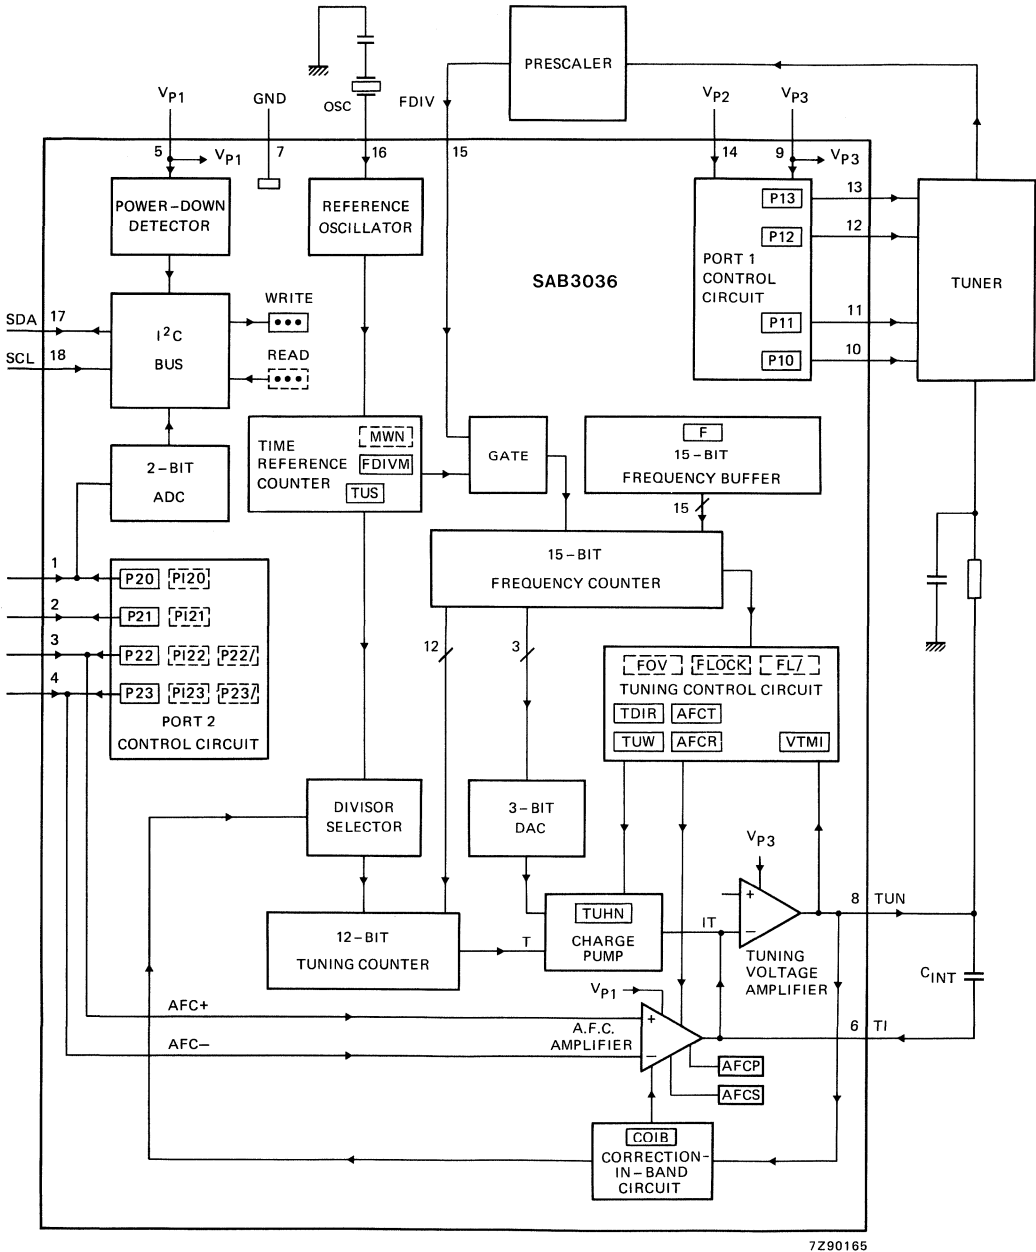 PRESCALER
VP1
GND
OSC
FDIV
VP2
VP3
5
VP1
7
16
15
14
9
VP3
POWER-DOWN
DETECTOR
REFERENCE
OSCILLATOR
SAB3036
P13
P12
PORT 1
CONTROL
CIRCUIT
P11
P10
13
12
11
10
TUNER
SDA
17
SCL
18
I2C
BUS
WRITE
READ
2-BIT
ADC
TIME
REFERENCE
COUNTER
MWN
FDIVM
TUS
GATE
F
15-BIT
FREQUENCY BUFFER
15
15-BIT
FREQUENCY COUNTER
1
P20 PI20
2
P21 PI21
3
P22 PI22 P22/
4
P23 PI23 P23/
PORT 2
CONTROL CIRCUIT
12
3
FOV FLOCK FL/
TUNING CONTROL CIRCUIT
TDIR AFCT
TUW AFCR VTMI
DIVISOR
SELECTOR
3-BIT
DAC
VP3
+
−
TUNING
VOLTAGE
AMPLIFIER
8
TUN
12-BIT
TUNING COUNTER
T
TUHN
CHARGE
PUMP
IT
CINT
VP1
AFC+
AFC−
A.F.C.
AMPLIFIER
+
−
6
TI
AFCP
AFCS
COIB
CORRECTION-
IN-BAND
CIRCUIT
7Z90165